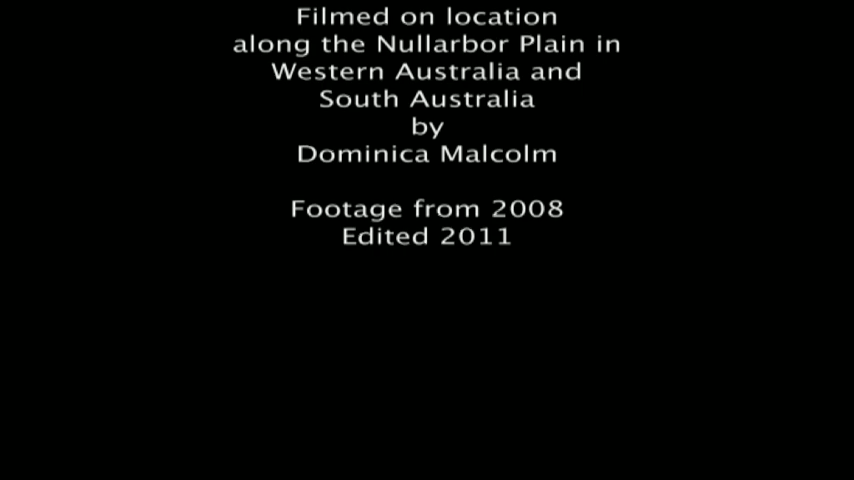 Filmed on location
along the Nullarbor Plain in
Western Australia and
South Australia
by
Dominica Malcolm
Footage from 2008
Edited 2011